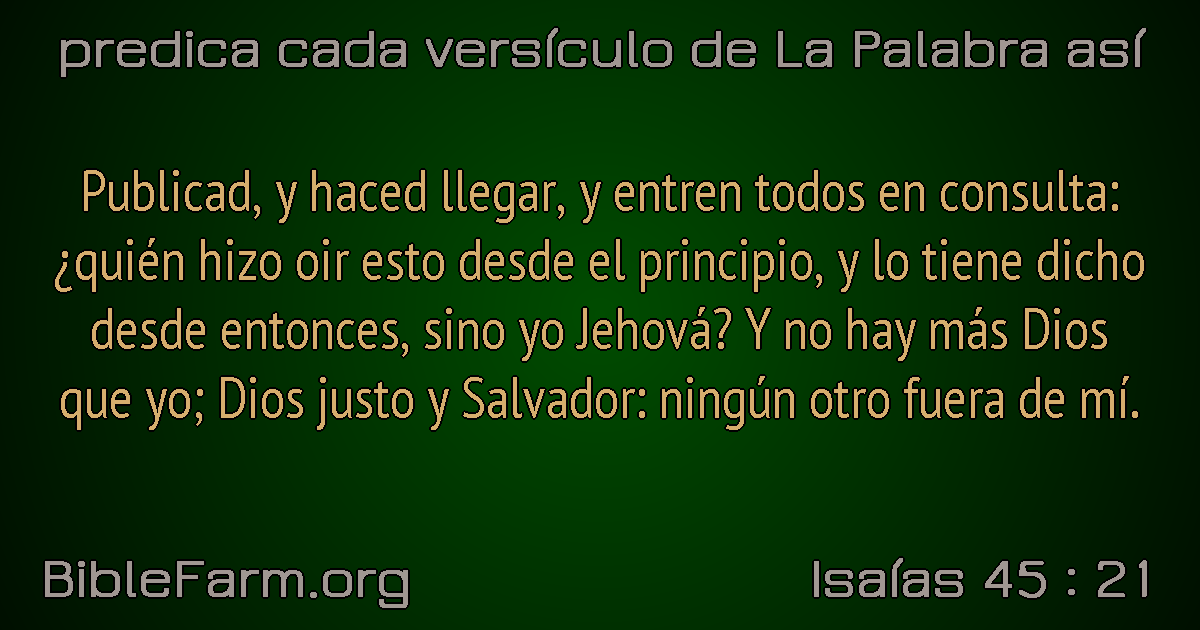 predica cada versículo de La Palabra así
Publicad, y haced llegar, y entren todos en consulta:
¿quién hizo oir esto desde el principio, y lo tiene dicho
desde entonces, sino yo Jehová? Y no hay más Dios
que yo; Dios justo y Salvador: ningún otro fuera de mí.
BibleFarm.org
Isaías 45 : 21